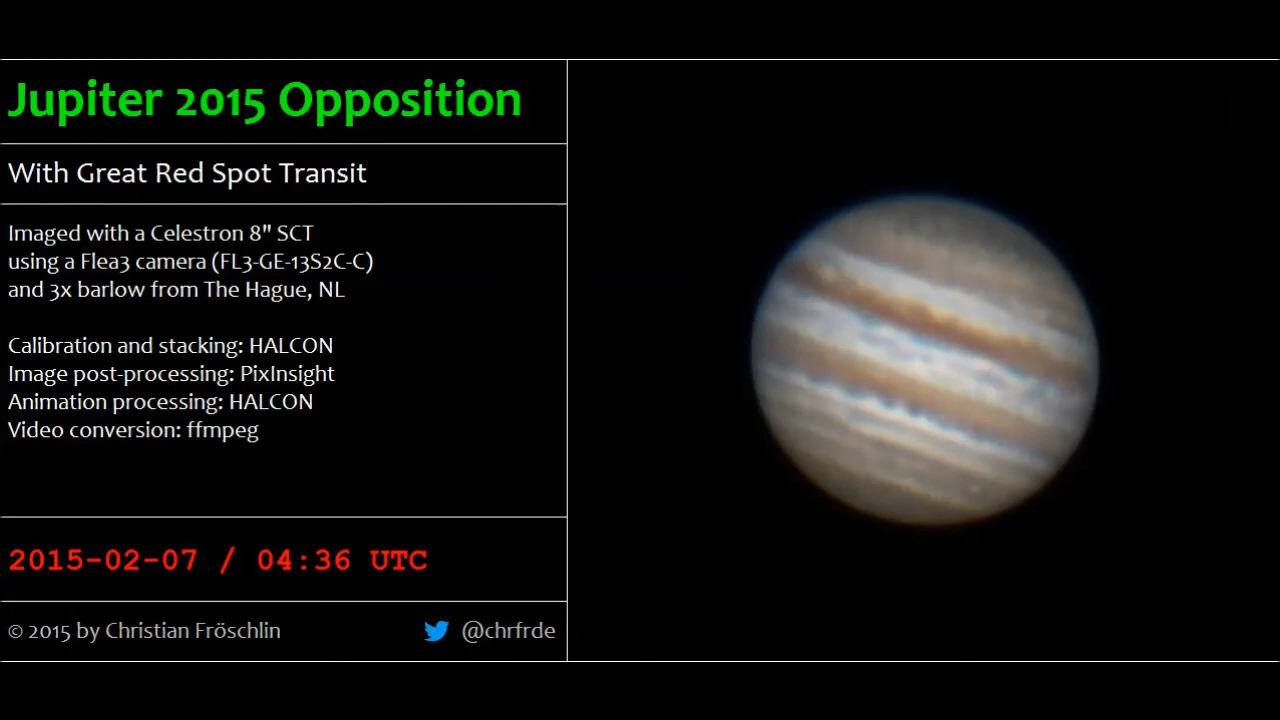 Jupiter 2015 Opposition
With Great Red Spot Transit
Imaged with a Celestron 8" SCT
using a Flea3 camera (FL3-GE-13S2C-C)
and 3x barlow from The Hague, NL
Calibration and stacking: HALCON
Image post-processing: PixInsight
Animation processing: HALCON
Video conversion: ffmpeg
2015-02-07 / 04:36 UTC
© 2015 by Christian Fröschlin @chrfrde